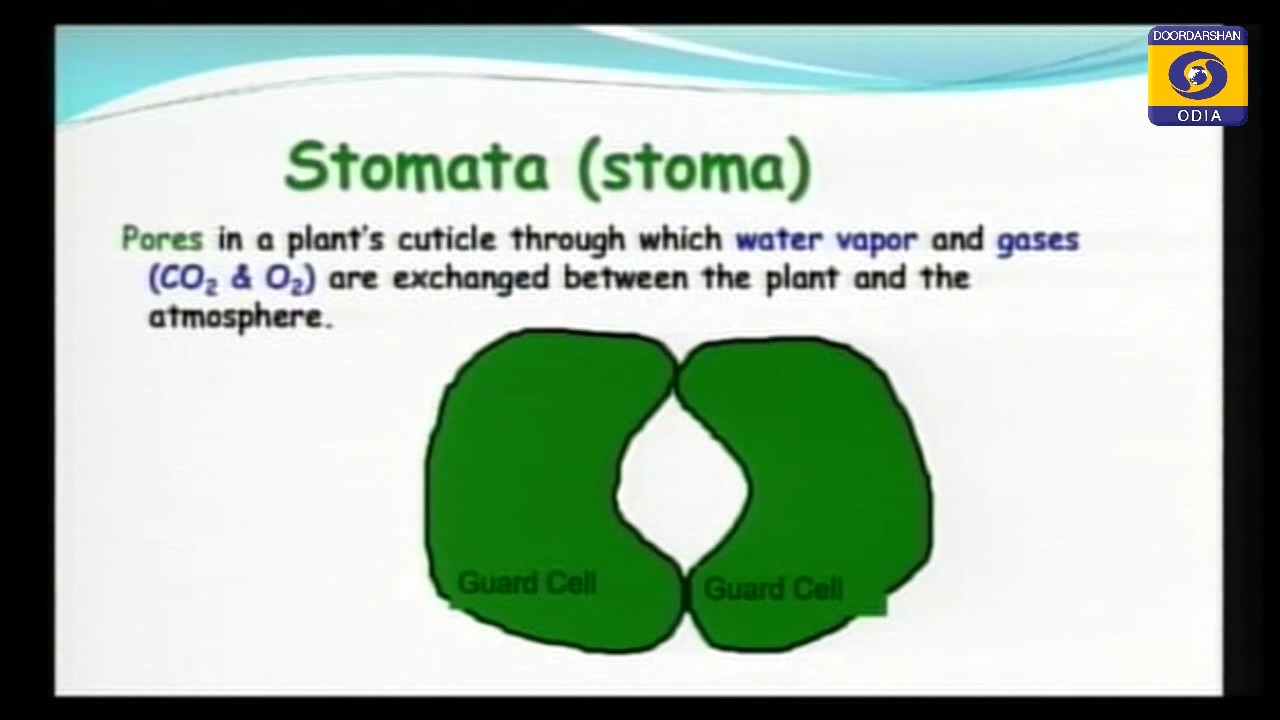 DOORDARSHAN
ODIA
Stomata (stoma)
Pores in a plant's cuticle through which water vapor and gases
(CO₂ & O₂) are exchanged between the plant and the
atmosphere.
Guard Cell Guard Cell